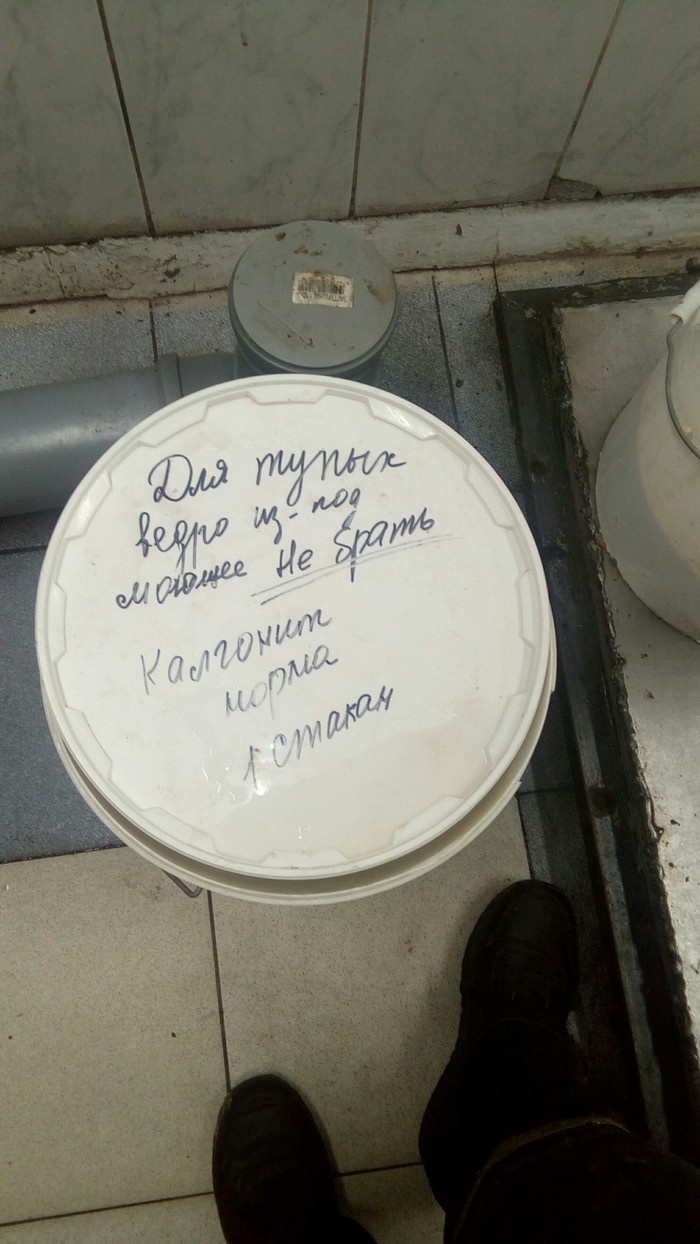 Для тупых
ведро из-под
моющее Не брать
Калгонит
норма
1 стакан